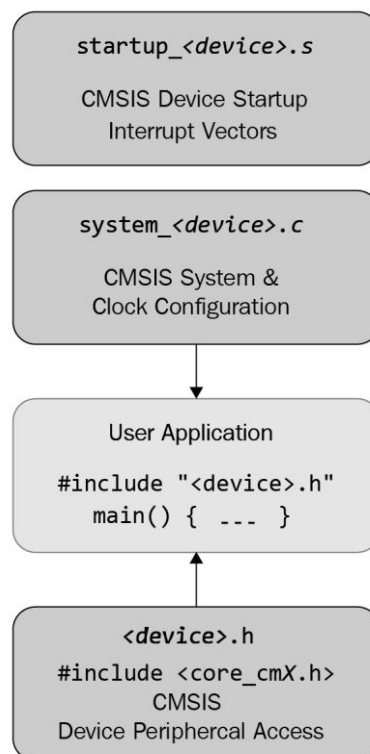 startup_<device>.s
CMSIS Device Startup
Interrupt Vectors
system_<device>.c
CMSIS System &
Clock Configuration
User Application
#include "<device>.h"
main() { --- }
<device>.h
#include <core_cmX.h>
CMSIS
Device Periphercal Access